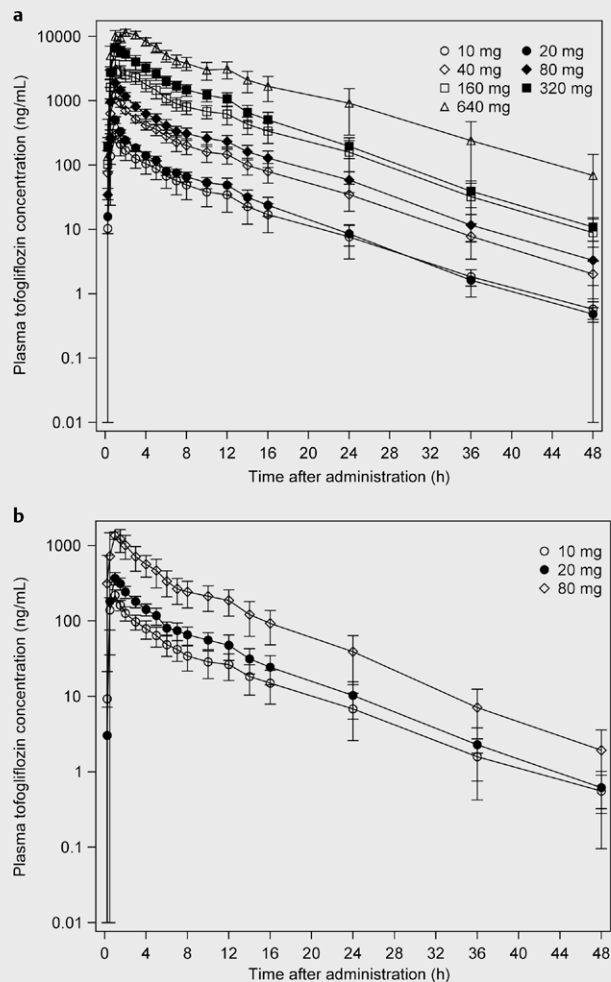 a
Plasma tofogliflozin concentration (ng/mL)
10000
1000
100
10
1
0.1
0.01
10 mg 20 mg
40 mg 80 mg
160 mg 320 mg
640 mg
0 4 8 12 16 20 24 28 32 36 40 44 48
Time after administration (h)
b
Plasma tofogliflozin concentration (ng/mL)
1000
100
10
1
0.1
0.01
10 mg
20 mg
80 mg
0 4 8 12 16 20 24 28 32 36 40 44 48
Time after administration (h)